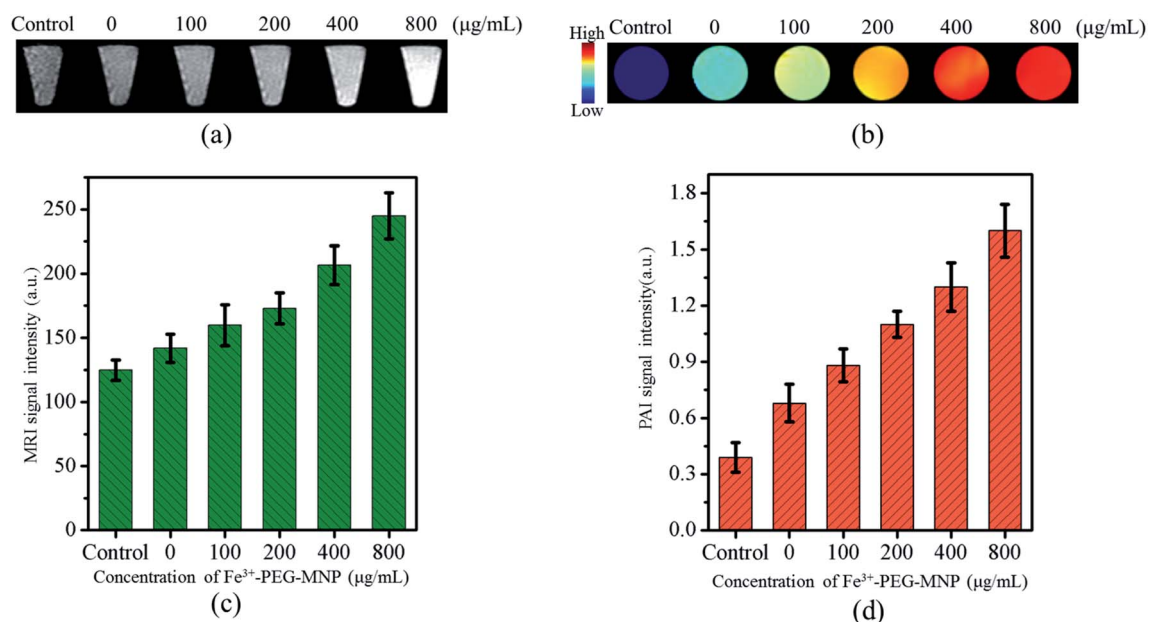 Control 0 100 200 400 800 (μg/mL)
(a)
High
Low
Control 0 100 200 400 800 (μg/mL)
(b)
MRI signal intensity (a.u.)
250
200
150
100
50
0
Control 0 100 200 400 800
Concentration of Fe³⁺-PEG-MNP (μg/mL)
(c)
PAI signal intensity(a.u.)
1.8
1.5
1.2
0.9
0.6
0.3
0.0
Control 0 100 200 400 800
Concentration of Fe³⁺-PEG-MNP (μg/mL)
(d)